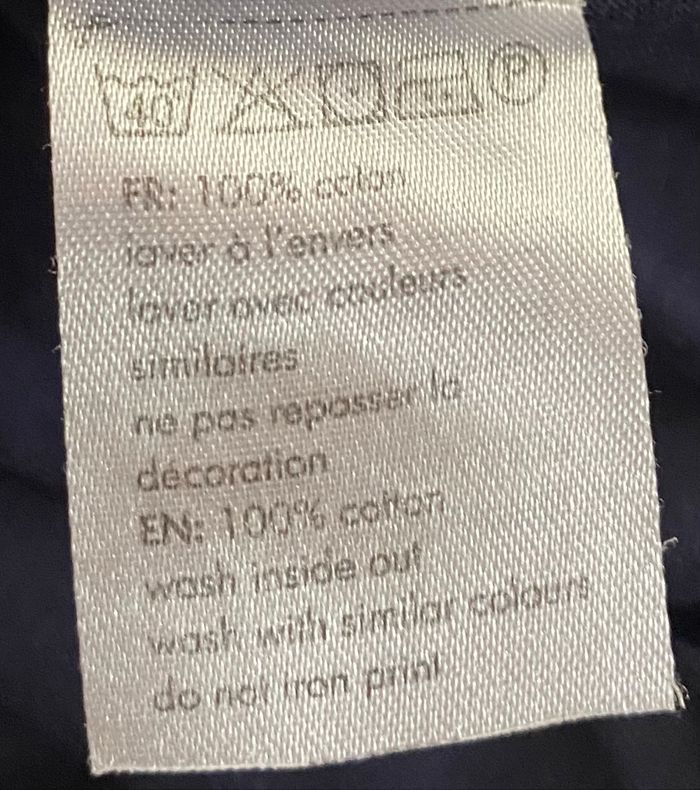 40
P
FR: 100% coton
laver à l'envers
laver avec couleurs
similaires
ne pas repasser la
décoration
EN: 100% cotton
wash inside out
wash with similar colours
do not iron print